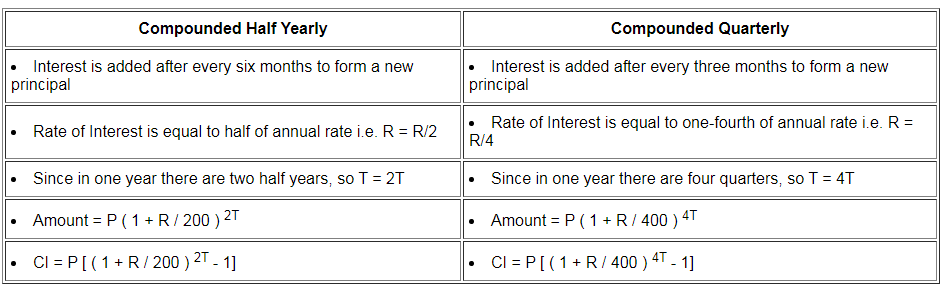 Compounded Half Yearly
Compounded Quarterly
• Interest is added after every six months to form a new
principal
• Interest is added after every three months to form a new
principal
• Rate of Interest is equal to half of annual rate i.e. R = R/2
• Rate of Interest is equal to one-fourth of annual rate i.e. R =
R/4
• Since in one year there are two half years, so T = 2T
• Since in one year there are four quarters, so T = 4T
• Amount = P ( 1 + R / 200 ) 2T
• Amount = P ( 1 + R / 400 ) 4T
• CI = P [ ( 1 + R / 200 ) 2T - 1]
• CI = P [ ( 1 + R / 400 ) 4T - 1]